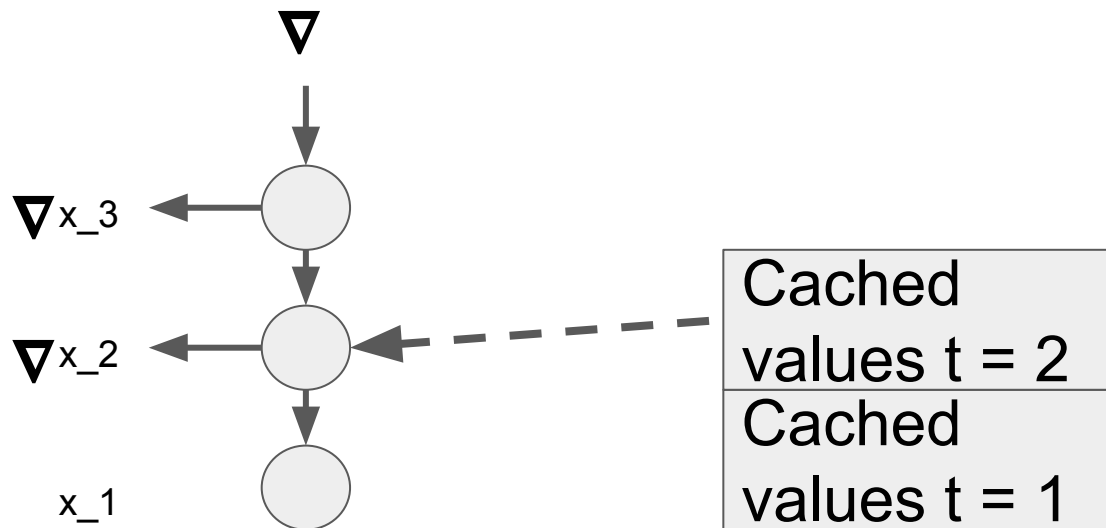 ∇
∇ x_3
Cached
values t = 2
∇ x_2
Cached
values t = 1
x_1